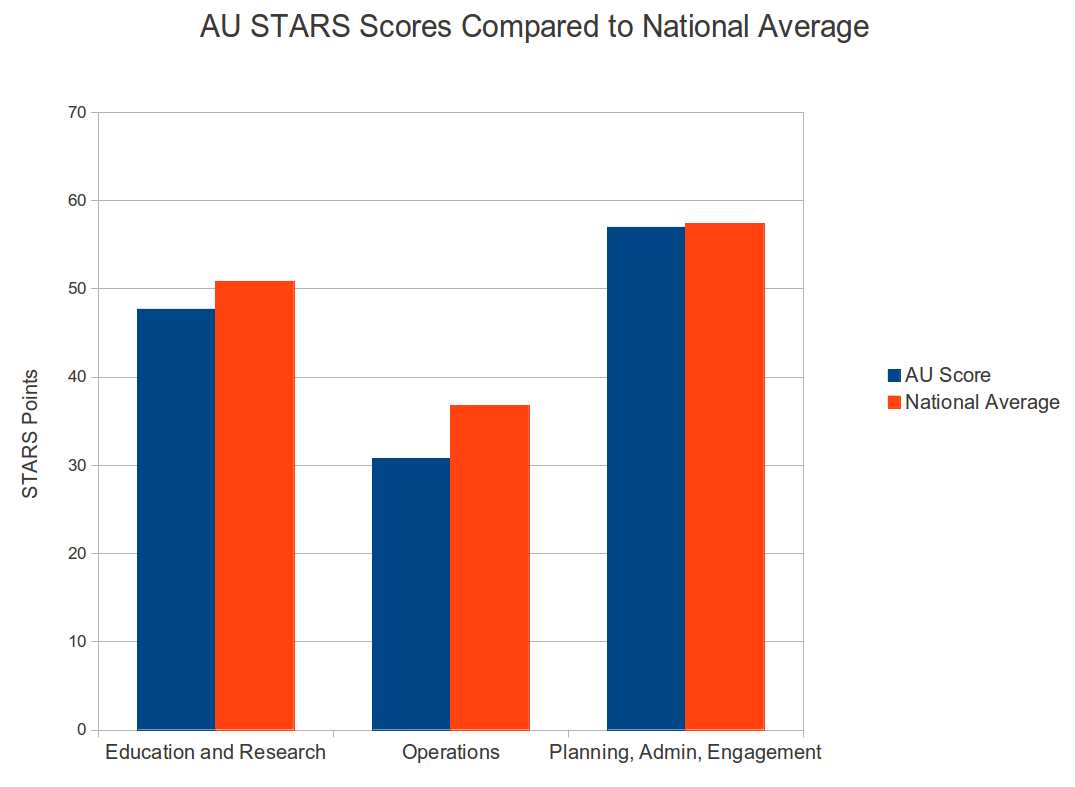 AU STARS Scores Compared to National Average
70
60
50
40
30
20
10
0
STARS Points
Education and Research
Operations
Planning, Admin, Engagement
AU Score
National Average